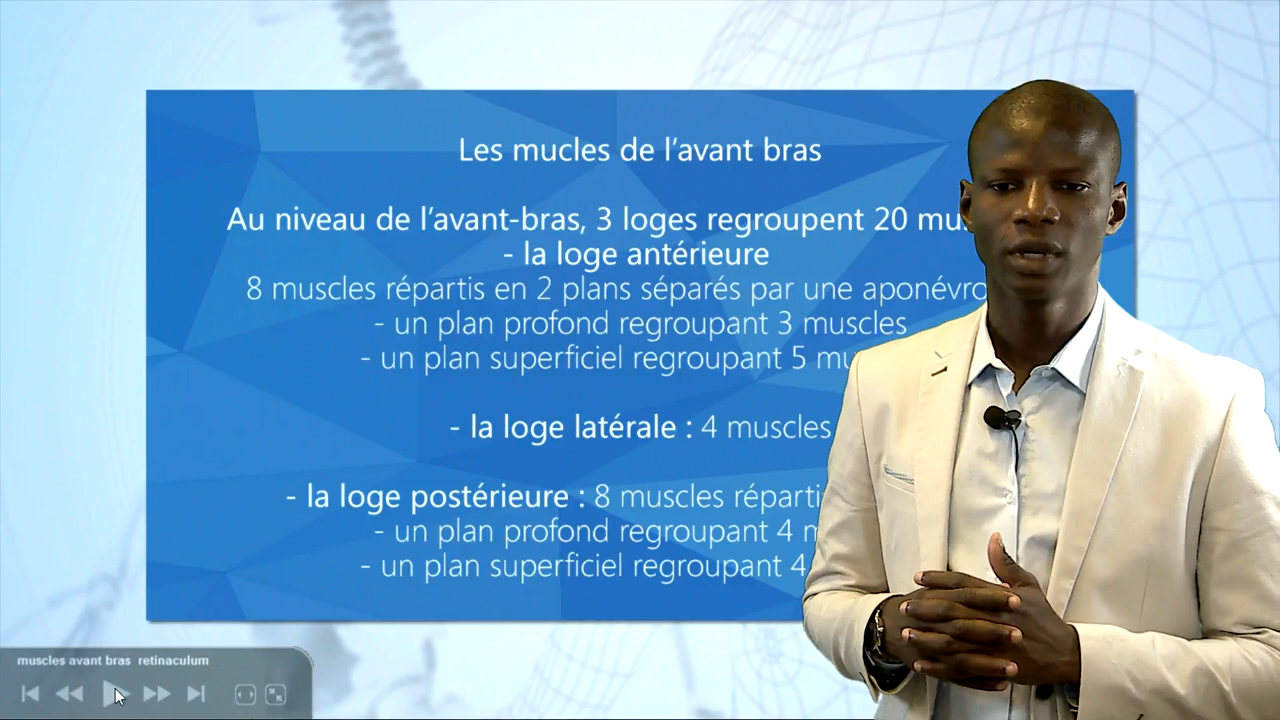 Les mucles de l'avant bras
Au niveau de l'avant-bras, 3 loges regroupent 20
- la loge antérieure
8 muscles répartis en 2 plans séparés par une
- un plan profond regroupant 3 muscles
- un plan superficiel regroupant 5
- la loge latérale : 4 muscles
- la loge postérieure : 8 muscles
- un plan profond regroupant 4
- un plan superficiel regroupant 4
muscles avant bras retinaculum